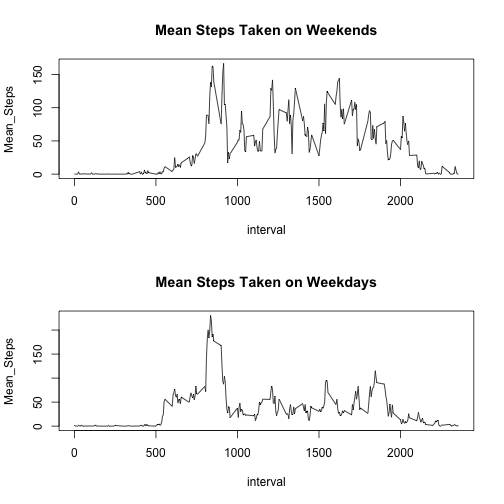 Mean Steps Taken on Weekends
Mean_Steps
0 50 100 150
0 500 1000 1500 2000
interval
Mean Steps Taken on Weekdays
Mean_Steps
0 50 150
0 500 1000 1500 2000
interval